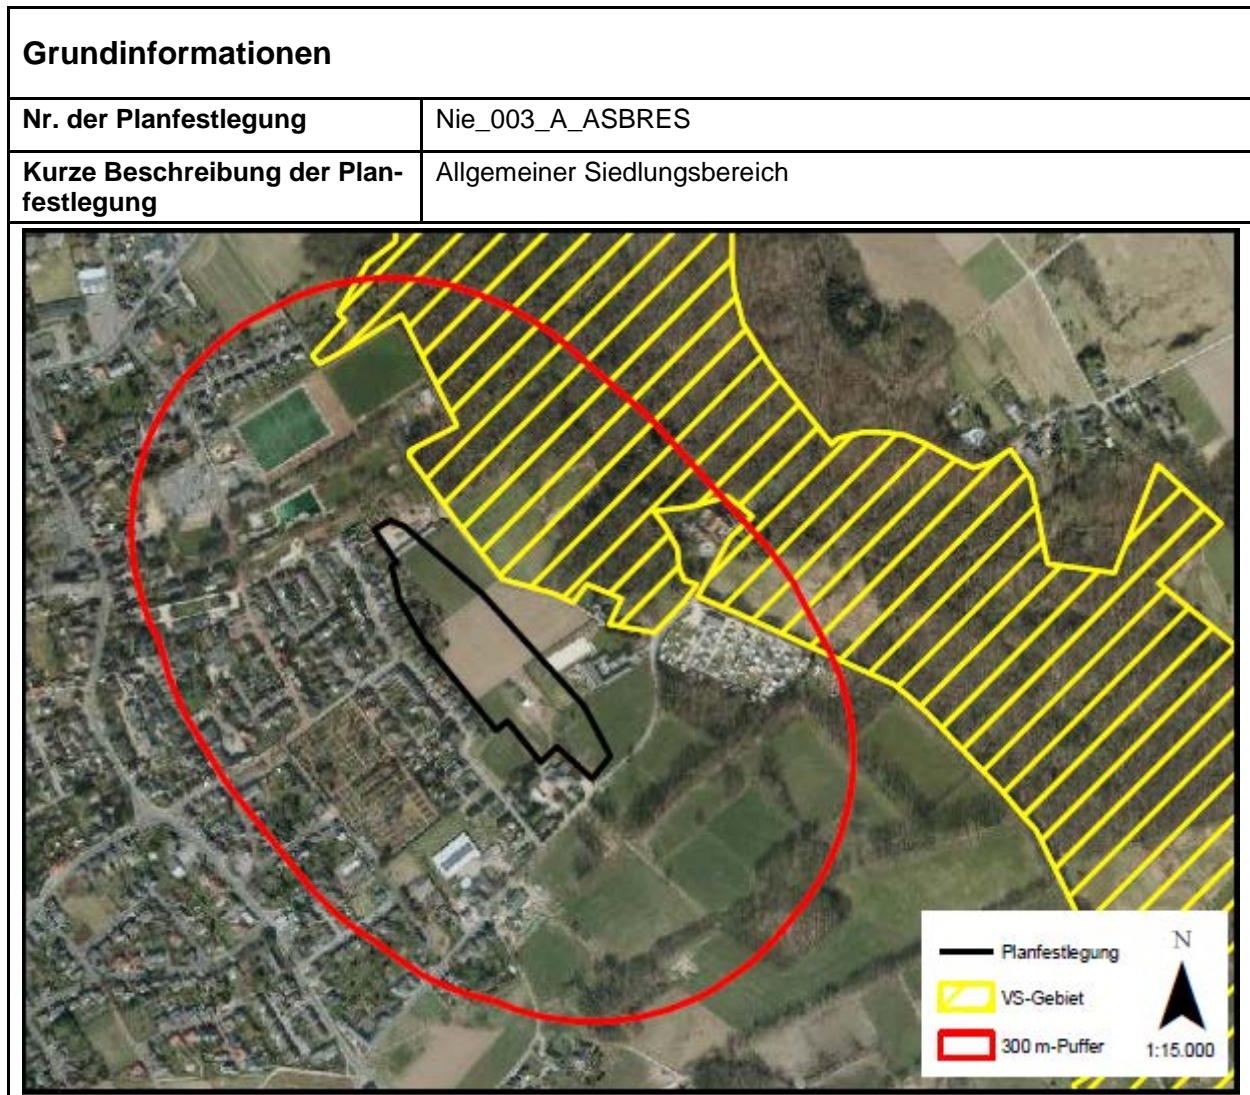 Grundinformationen
Nr. der Planfestlegung
Nie_003_A_ASBRES
Kurze Beschreibung der Plan-
festlegung
Allgemeiner Siedlungsbereich
Planfestlegung
VS-Gebiet
300 m-Puffer
N
1:15.000